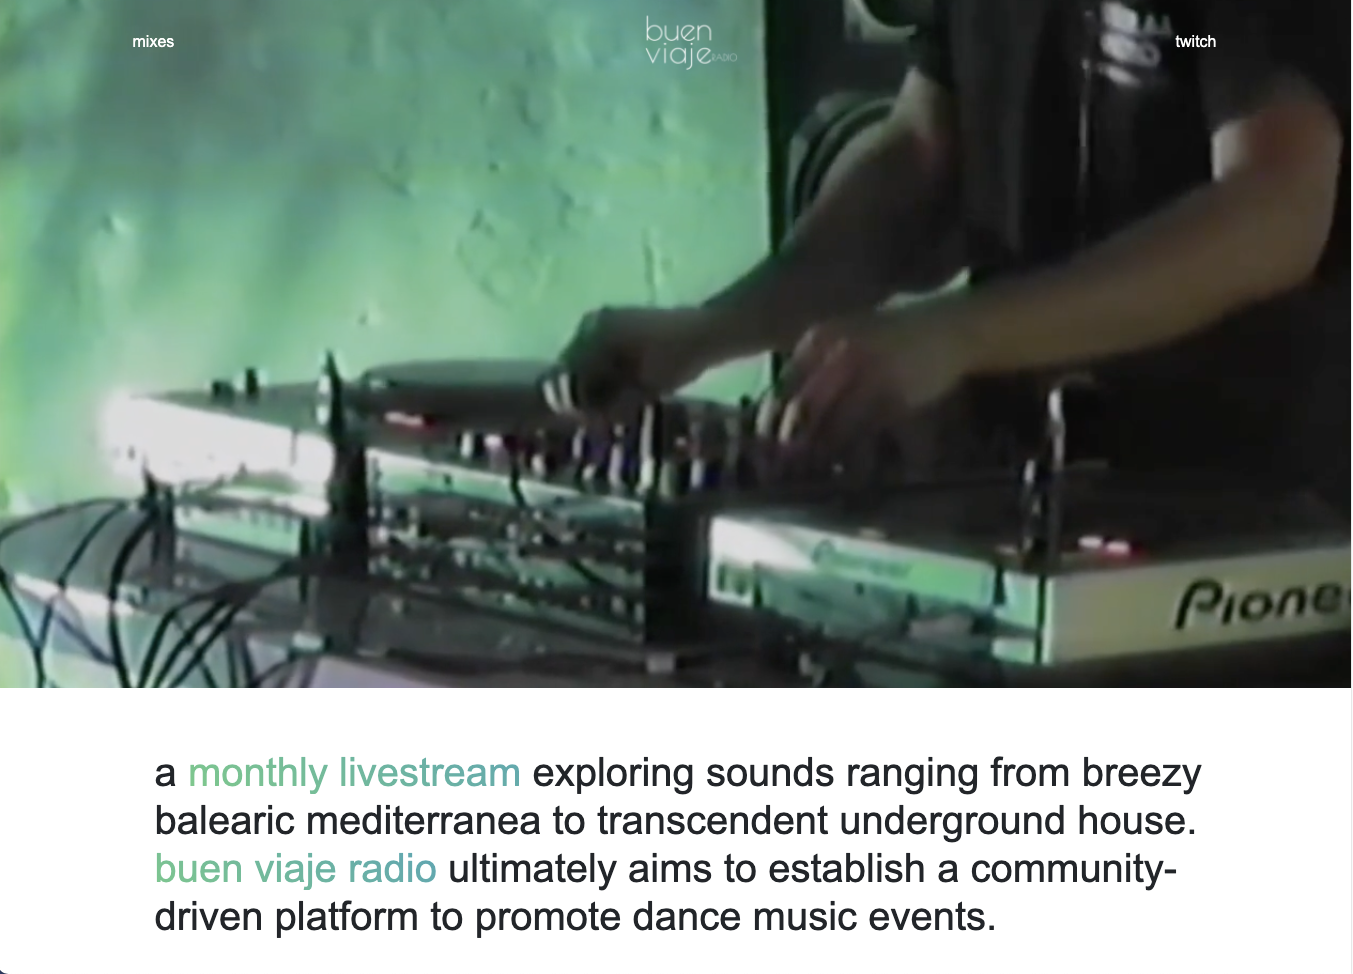 mixes
buen
viaje RADIO
twitch
Pione
a monthly livestream exploring sounds ranging from breezy
balearic mediterranea to transcendent underground house.
buen viaje radio ultimately aims to establish a community-
driven platform to promote dance music events.